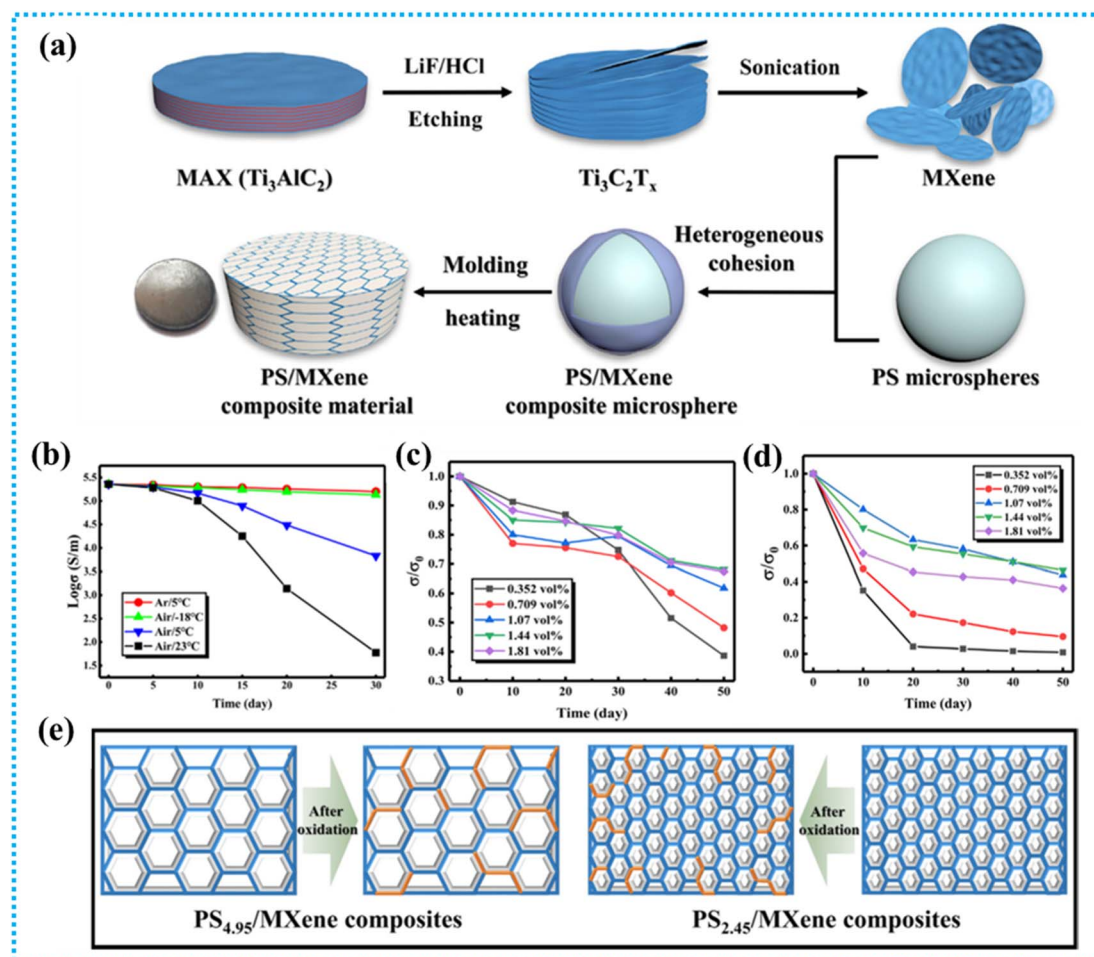 (a)
LiF/HCl
Etching
Sonication
MAX (Ti₃AlC₂)
Ti₃C₂Tₓ
MXene
Heterogeneous
cohesion
Molding
heating
PS/MXene
composite material
PS/MXene
composite microsphere
PS microspheres
(b)
5.5
5.0
4.5
4.0
3.5
3.0
2.5
2.0
1.5
Logσ (S/m)
Ar/5°C
Air/-18°C
Air/5°C
Air/23°C
0 5 10 15 20 25 30
Time (day)
(c)
1.0
0.9
0.8
0.7
0.6
0.5
0.4
0.3
σ/σ₀
0.352 vol%
0.709 vol%
1.07 vol%
1.44 vol%
1.81 vol%
0 10 20 30 40 50
Time (day)
(d)
1.0
0.8
0.6
0.4
0.2
0.0
σ/σ₀
0.352 vol%
0.709 vol%
1.07 vol%
1.44 vol%
1.81 vol%
0 10 20 30 40 50
Time (day)
(e)
After
oxidation
After
oxidation
PS₄.₉₅/MXene composites
PS₂.₄₅/MXene composites